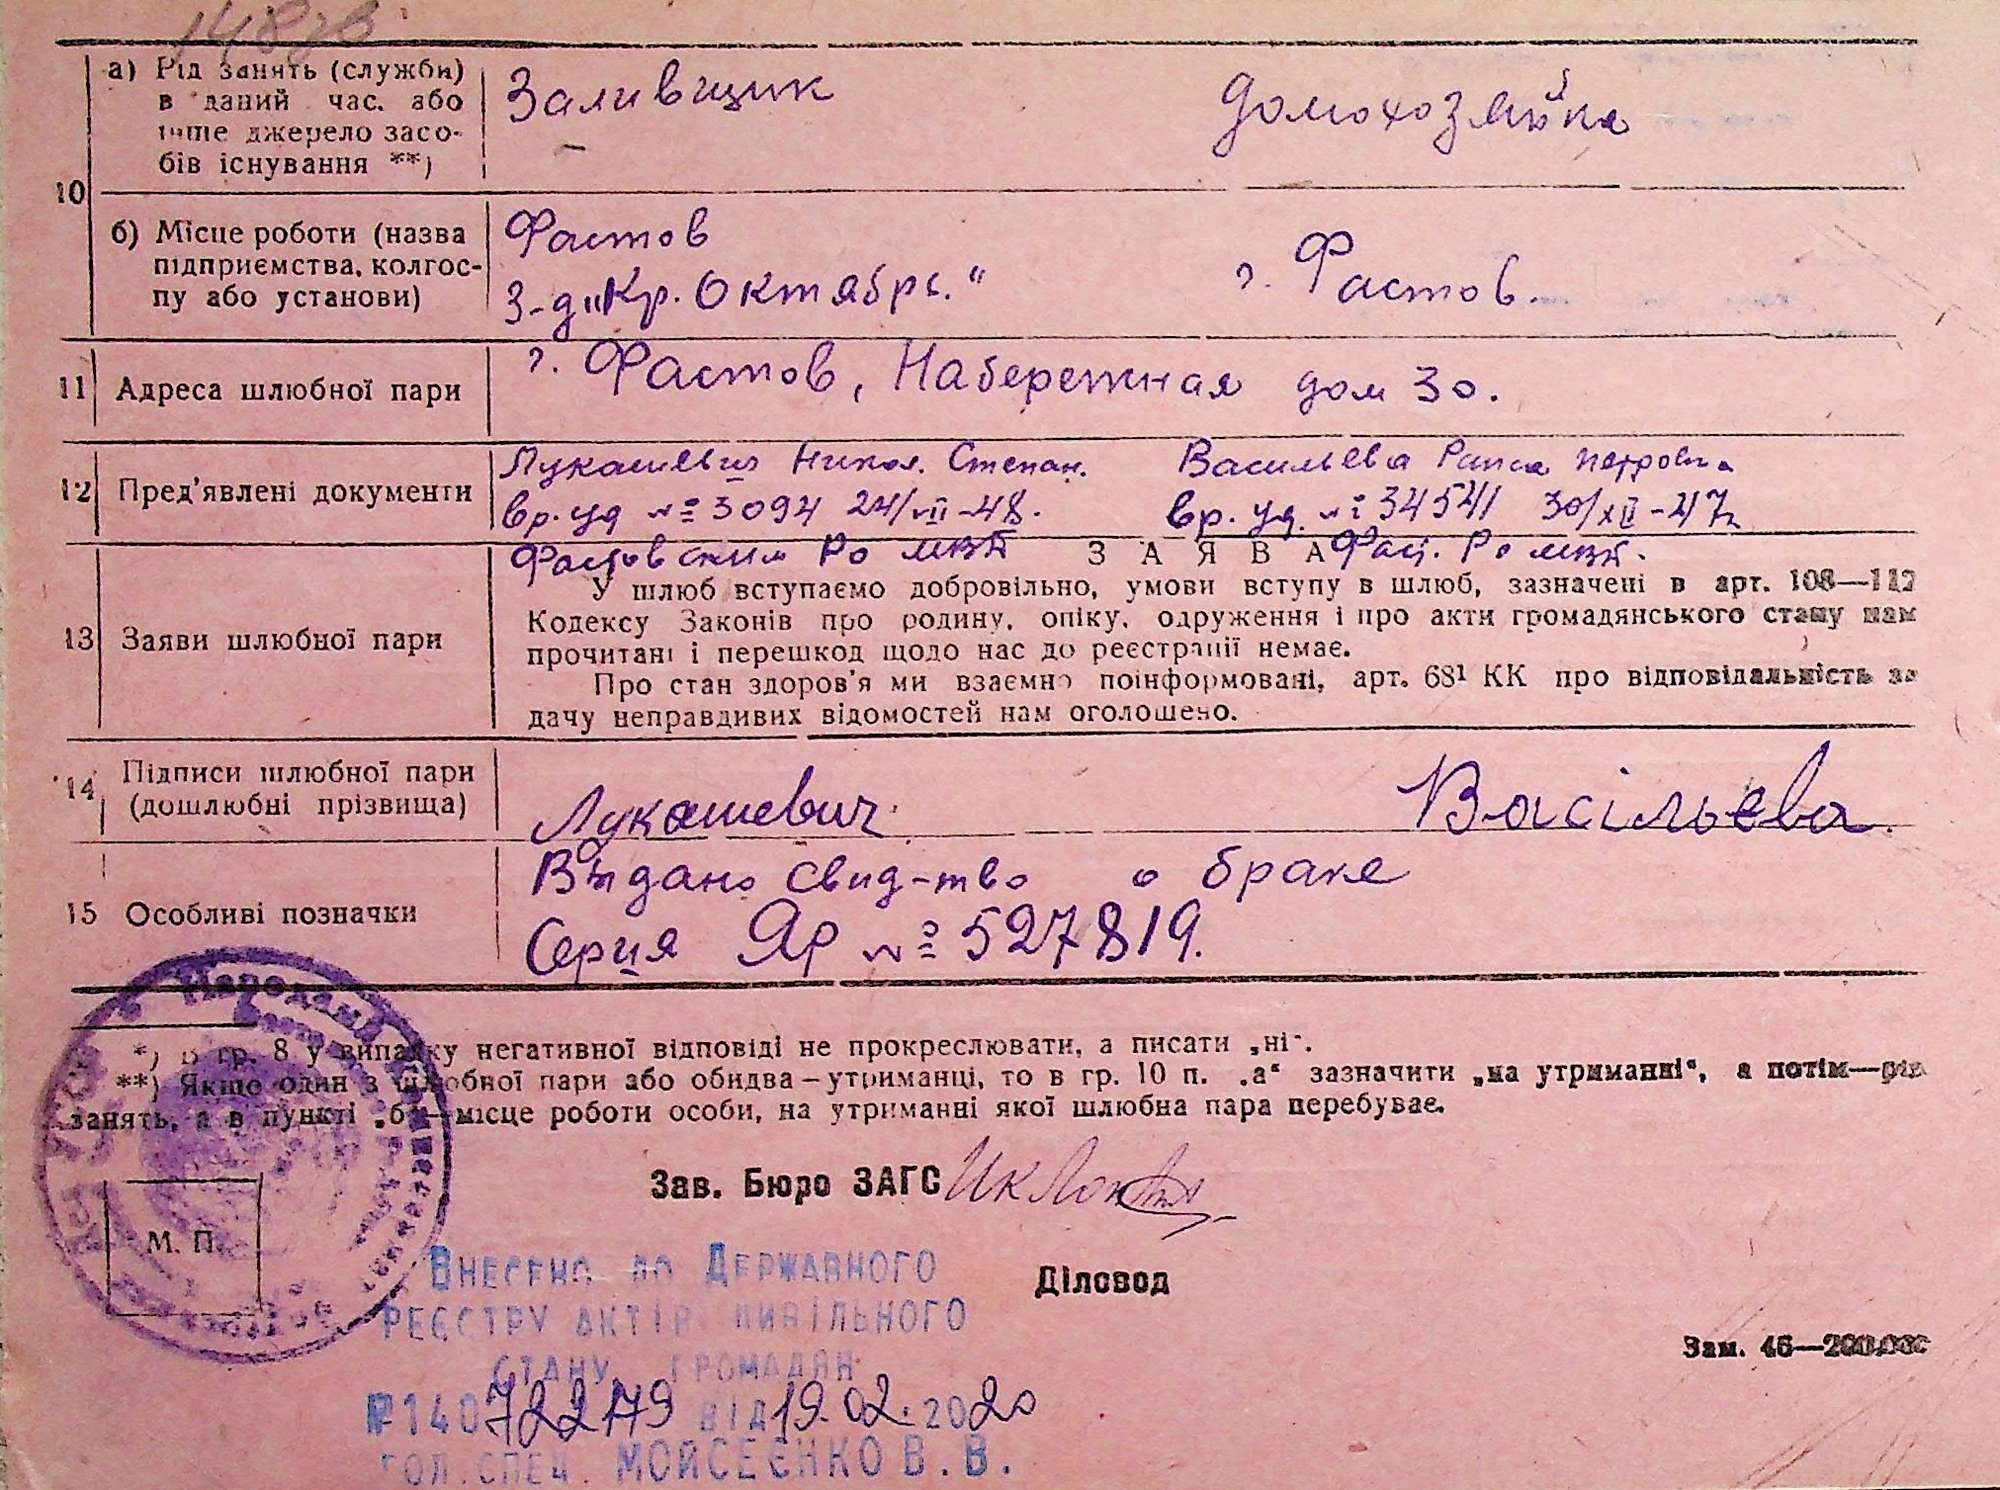 148
а) Рід занять (служби) в даний час, або інше джерело засобів існування **)
Заливщик
домохозяйка
10
б) Місце роботи (назва підприємства, колгоспу або установи)
Фастов
г. Фастов.
З-д „Кр. Октябрь."
11 Адреса шлюбної пари
г. Фастов, Набережная дом 30.
12 Пред'явлені документи
Лукашевич Никол. Степан.
Васильева Раиса Петровна
вр. уд № 3094 24/VII-48.
вр. уд. № 34541 30/XII-47г
Фастовским Ро МВД
Фаст. Ро МВД.
ЗАЯВА
13 Заяви шлюбної пари
У шлюб вступаємо добровільно, умови вступу в шлюб, зазначені в арт. 108—112
Кодексу Законів про родину, опіку, одруження і про акти громадянського стану нам
прочитані і перешкод щодо нас до реєстрації немає.
Про стан здоров'я ми взаємно поінформовані, арт. 68¹ КК про відповідальність за
дачу неправдивих відомостей нам оголошено.
14 Підписи шлюбної пари (дошлюбні прізвища)
Лукашевич
Васільєва
15 Особливі позначки
Выдано свид-тво о браке
Серия Яр № 527819.
*) В гр. 8 у випадку негативної відповіді не прокреслювати, а писати „ні".
**) Якщо один з шлюбної пари або обидва—утриманці, то в гр. 10 п. „а" зазначити „на утриманні", а потім—рід
занять, а в пункті „б"—місце роботи особи, на утриманні якої шлюбна пара перебуває.
Зав. Бюро ЗАГС
М. П.
Діловод
Зам. 46—200.000
Внесено до Державного
реєстру актів цивільного
стану громадян
№140722179 від 19.02.2020
гол. спец. Мойсеєнко В. В.